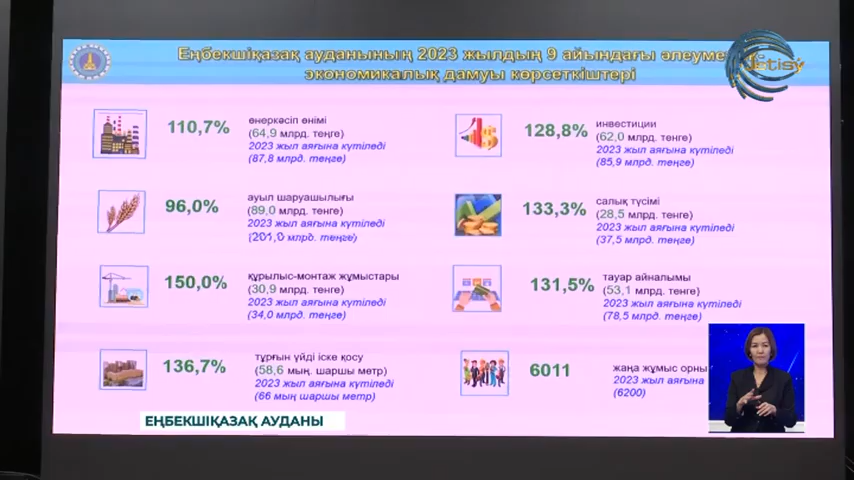 Еңбекшіқазақ ауданының 2023 жылдың 9 айындағы
экономикалық дамуы көрсеткіштері
Jetisy
110,7%
өнеркәсіп өнімі
(64,9 млрд. теңге)
2023 жыл аяғына күтіледі
(87,8 млрд. теңге)
96,0%
ауыл шаруашылығы
(89,0 млрд. тенге)
2023 жыл аяғына күтіледі
(201,0 млрд. теңге)
150,0%
құрылыс-монтаж жұмыстары
(30,9 млрд. тенге)
2023 жыл аяғына күтіледі
(34,0 млрд. теңге)
136,7%
тұрғын үйді іске қосу
(58,6 мың. шаршы метр)
2023 жыл аяғына күтіледі
(66 мың шаршы метр)
128,8%
инвестиции
(62,0 млрд. тенге)
2023 жыл аяғына күтіледі
(85,9 млрд. теңге)
133,3%
салық түсімі
(28,5 млрд. тенге)
2023 жыл аяғына күтіледі
(37,5 млрд. теңге)
131,5%
тауар айналымы
(53,1 млрд. тенге)
2023 жыл аяғына күтіледі
(78,5 млрд. теңге)
6011
жаңа жұмыс орны
2023 жыл аяғына
(6200)
ЕҢБЕКШІҚАЗАҚ АУДАНЫ